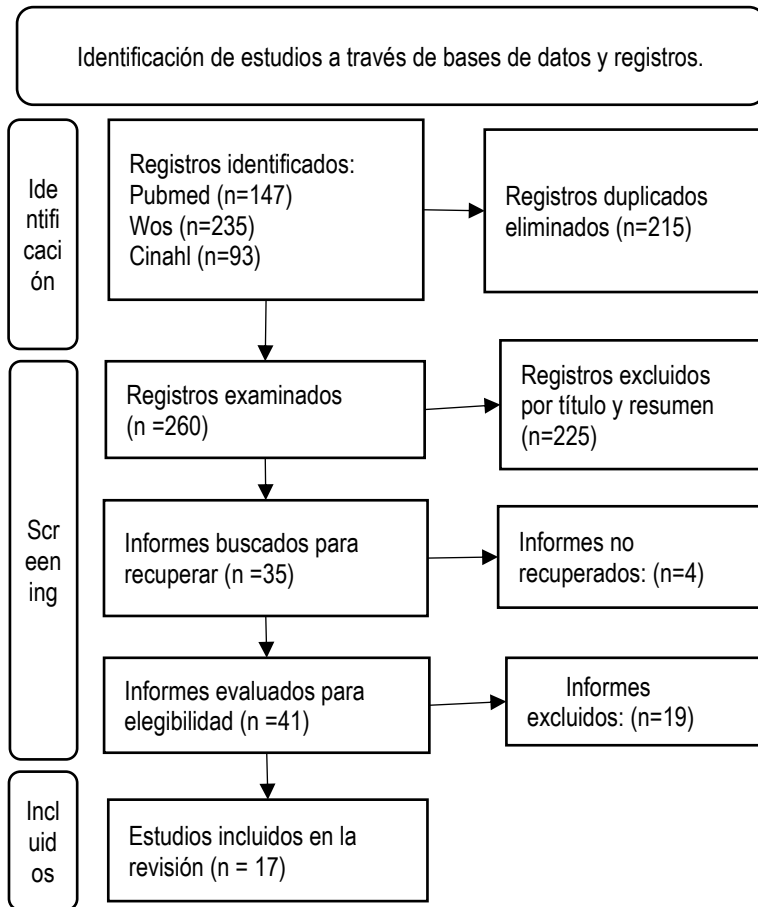 Identificación de estudios a través de bases de datos y registros.
Ide
ntifi
caci
ón
Registros identificados:
Pubmed (n=147)
Wos (n=235)
Cinahl (n=93)
Registros duplicados
eliminados (n=215)
Scr
een
ing
Registros examinados
(n =260)
Registros excluidos
por título y resumen
(n=225)
Informes buscados para
recuperar (n =35)
Informes no
recuperados: (n=4)
Informes evaluados para
elegibilidad (n =41)
Informes
excluidos: (n=19)
Incl
uid
os
Estudios incluidos en la
revisión (n = 17)